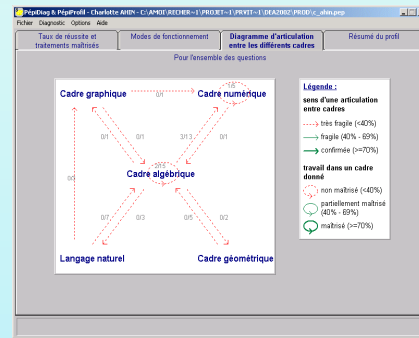 PépiDiag & PépiProfil - Charlotte AHIN - C:\AMOI\RECHER~1\PROJET~1\PRVIT~1\DEA2002\PROD\c_ahin.pep
Fichier Diagnostic Options Aide
Taux de réussite et traitements maîtrisés
Modes de fonctionnement
Diagramme d'articulation entre les différents cadres
Résumé du profil
Pour l'ensemble des questions
1/5
Cadre graphique
0/1
Cadre numérique
0/1
0/1
3/13
0/1
2/15
Cadre algébrique
0/7
0/3
0/5
0/2
Langage naturel
Cadre géométrique
Légende :
sens d'une articulation
entre cadres
très fragile (<40%)
fragile (40% - 69%)
confirmée (>=70%)
travail dans un cadre
donné
non maîtrisé (<40%)
partiellement maîtrisé
(40% - 69%)
maîtrisé (>=70%)